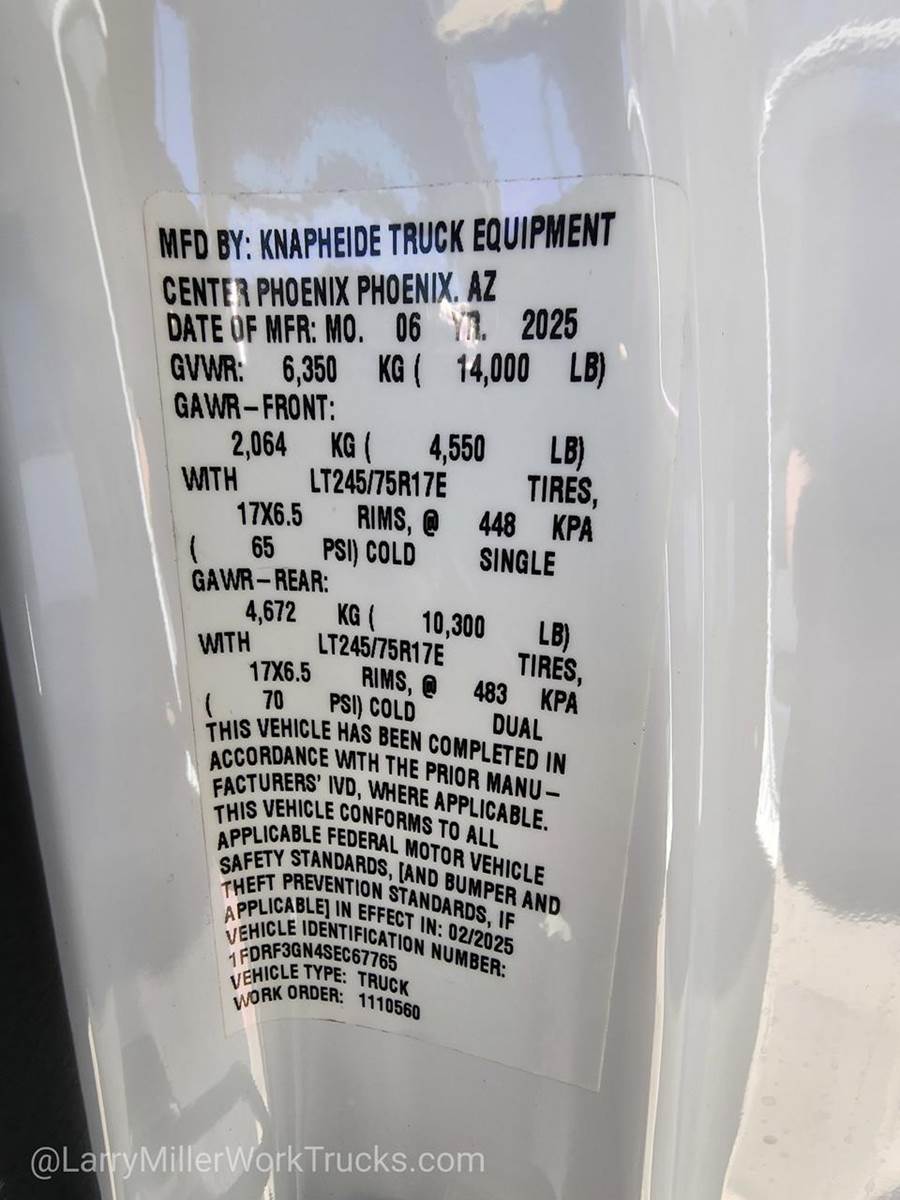 MFD BY: KNAPHEIDE TRUCK EQUIPMENT
CENTER PHOENIX PHOENIX. AZ
DATE OF MFR: MO. 06 YR. 2025
GVWR: 6,350 KG ( 14,000 LB)
GAWR-FRONT:
2,064 KG ( 4,550 LB)
WITH LT245/75R17E TIRES,
17X6.5 RIMS, @ 448 KPA
( 65 PSI) COLD SINGLE
GAWR-REAR:
4,672 KG ( 10,300 LB)
WITH LT245/75R17E TIRES,
17X6.5 RIMS, @ 483 KPA
( 70 PSI) COLD DUAL
THIS VEHICLE HAS BEEN COMPLETED IN
ACCORDANCE WITH THE PRIOR MANU-
FACTURERS' IVD, WHERE APPLICABLE.
THIS VEHICLE CONFORMS TO ALL
APPLICABLE FEDERAL MOTOR VEHICLE
SAFETY STANDARDS, [AND BUMPER AND
THEFT PREVENTION STANDARDS, IF
APPLICABLE] IN EFFECT IN: 02/2025
VEHICLE IDENTIFICATION NUMBER:
1FDRF3GN4SEC67765
VEHICLE TYPE: TRUCK
WORK ORDER: 1110560
@LarryMillerWorkTrucks.com